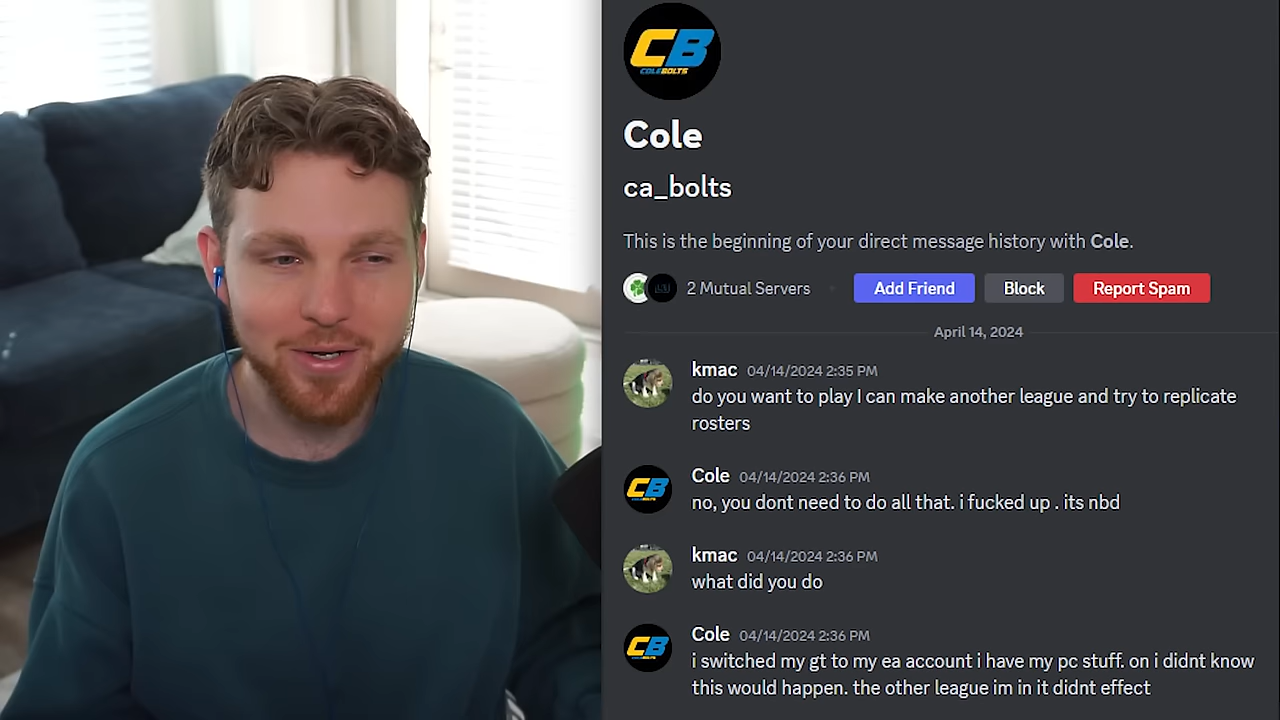 CB
COLEBOLTS
Cole
ca_bolts
This is the beginning of your direct message history with Cole.
2 Mutual Servers
Add Friend
Block
Report Spam
April 14, 2024
kmac 04/14/2024 2:35 PM
do you want to play I can make another league and try to replicate
rosters
CB
Cole 04/14/2024 2:36 PM
no, you dont need to do all that. i fucked up . its nbd
kmac 04/14/2024 2:36 PM
what did you do
CB
Cole 04/14/2024 2:36 PM
i switched my gt to my ea account i have my pc stuff. on i didnt know
this would happen. the other league im in it didnt effect